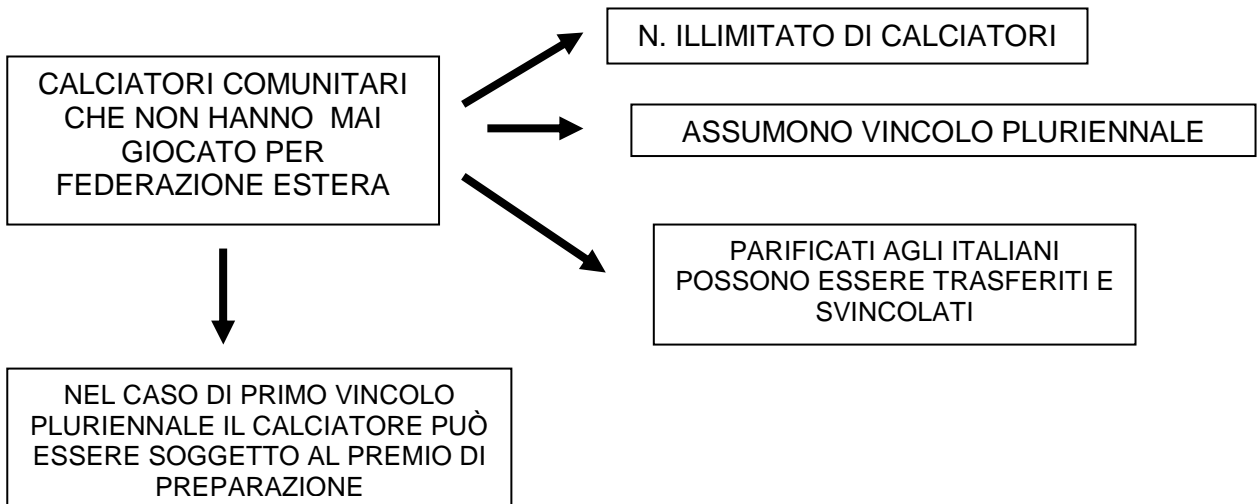 CALCIATORI COMUNITARI
CHE NON HANNO MAI
GIOCATO PER
FEDERAZIONE ESTERA
N. ILLIMITATO DI CALCIATORI
ASSUMONO VINCOLO PLURIENNALE
PARIFICATI AGLI ITALIANI
POSSONO ESSERE TRASFERITI E
SVINCOLATI
NEL CASO DI PRIMO VINCOLO
PLURIENNALE IL CALCIATORE PUÒ
ESSERE SOGGETTO AL PREMIO DI
PREPARAZIONE